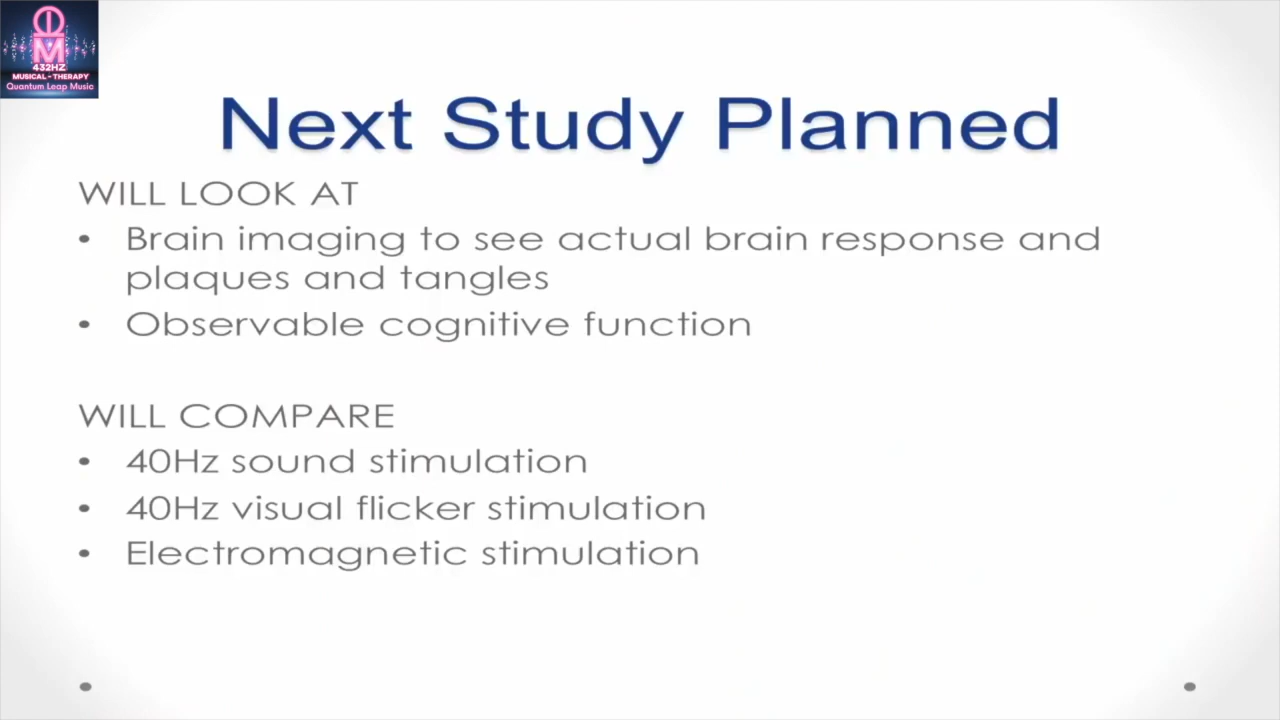 432HZ
MUSICAL - THERAPY
Quantum Leap Music
Next Study Planned
WILL LOOK AT
• Brain imaging to see actual brain response and
plaques and tangles
• Observable cognitive function
WILL COMPARE
• 40Hz sound stimulation
• 40Hz visual flicker stimulation
• Electromagnetic stimulation